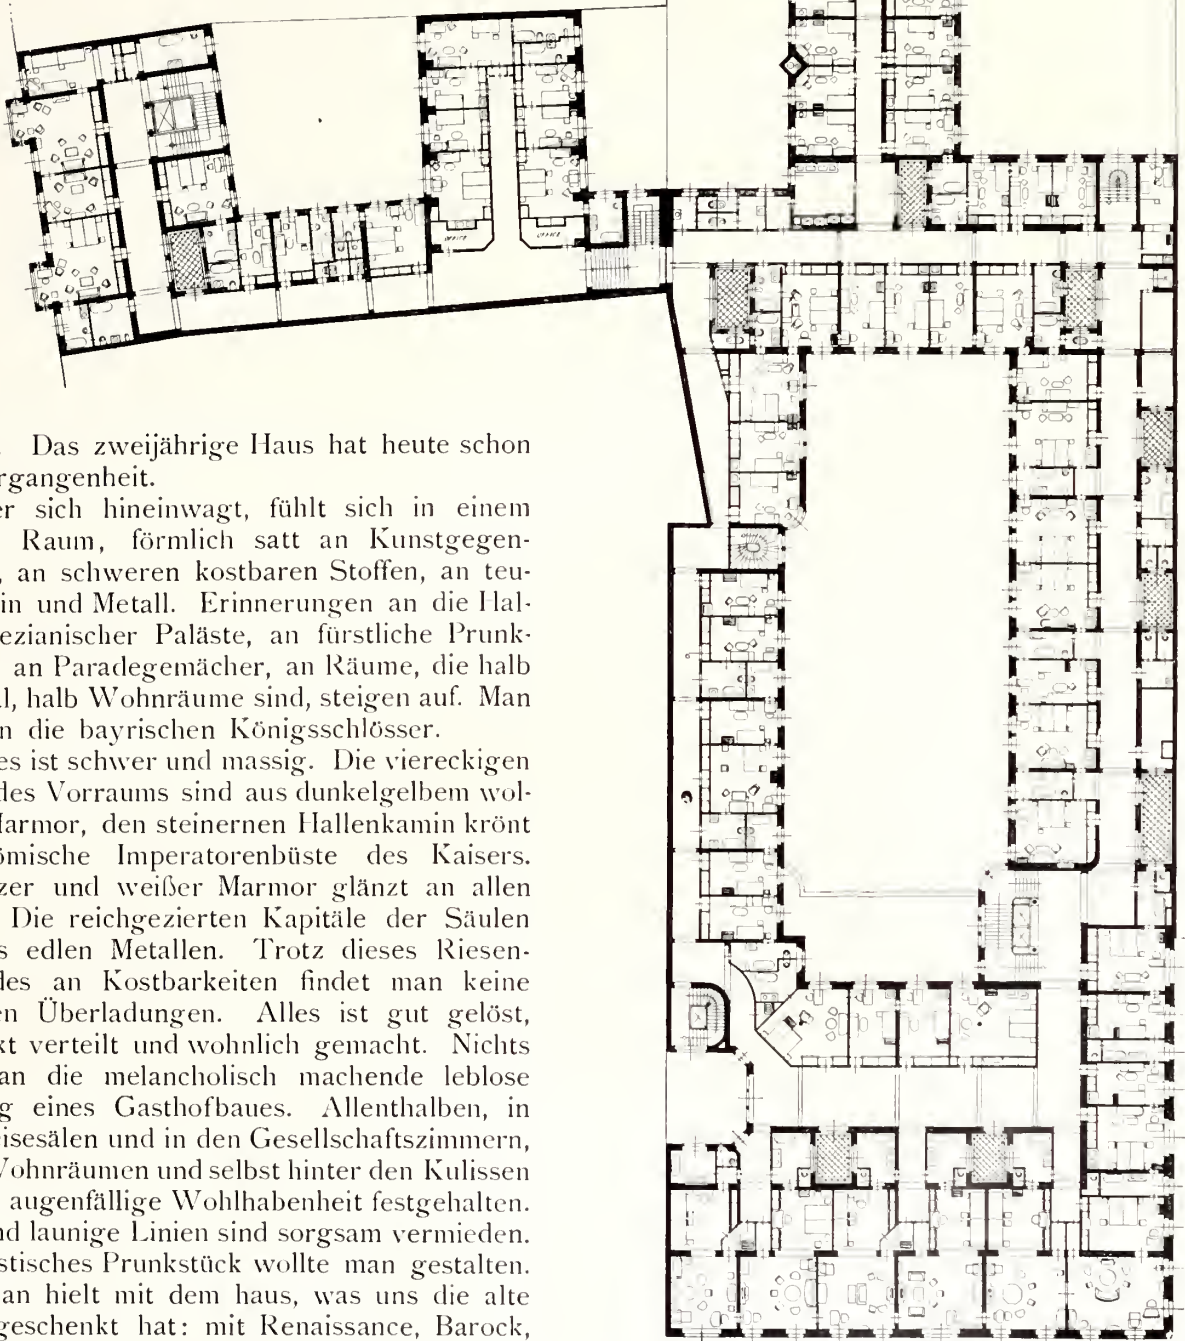 OFFICE
OFFICE
. Das zweijährige Haus hat heute schon
rgangenheit.
er sich hineinwagt, fühlt sich in einem
Raum, förmlich satt an Kunstgegen-
, an schweren kostbaren Stoffen, an teu-
in und Metall. Erinnerungen an die Hal-
ezianischer Paläste, an fürstliche Prunk-
an Paradegemächer, an Räume, die halb
l, halb Wohnräume sind, steigen auf. Man
n die bayrischen Königsschlösser.
es ist schwer und massig. Die viereckigen
des Vorraums sind aus dunkelgelbem wol-
Marmor, den steinernen Hallenkamin krönt
ömische Imperatorenbüste des Kaisers.
zer und weißer Marmor glänzt an allen
Die reichgezierten Kapitäle der Säulen
s edlen Metallen. Trotz dieses Riesen-
des an Kostbarkeiten findet man keine
en Überladungen. Alles ist gut gelöst,
kt verteilt und wohnlich gemacht. Nichts
an die melancholisch machende leblose
g eines Gasthofbaues. Allenthalben, in
eisesälen und in den Gesellschaftszimmern,
Wohnräumen und selbst hinter den Kulissen
augenfällige Wohlhabenheit festgehalten.
nd launige Linien sind sorgsam vermieden.
stisches Prunkstück wollte man gestalten.
an hielt mit dem haus, was uns die alte
geschenkt hat: mit Renaissance, Barock,